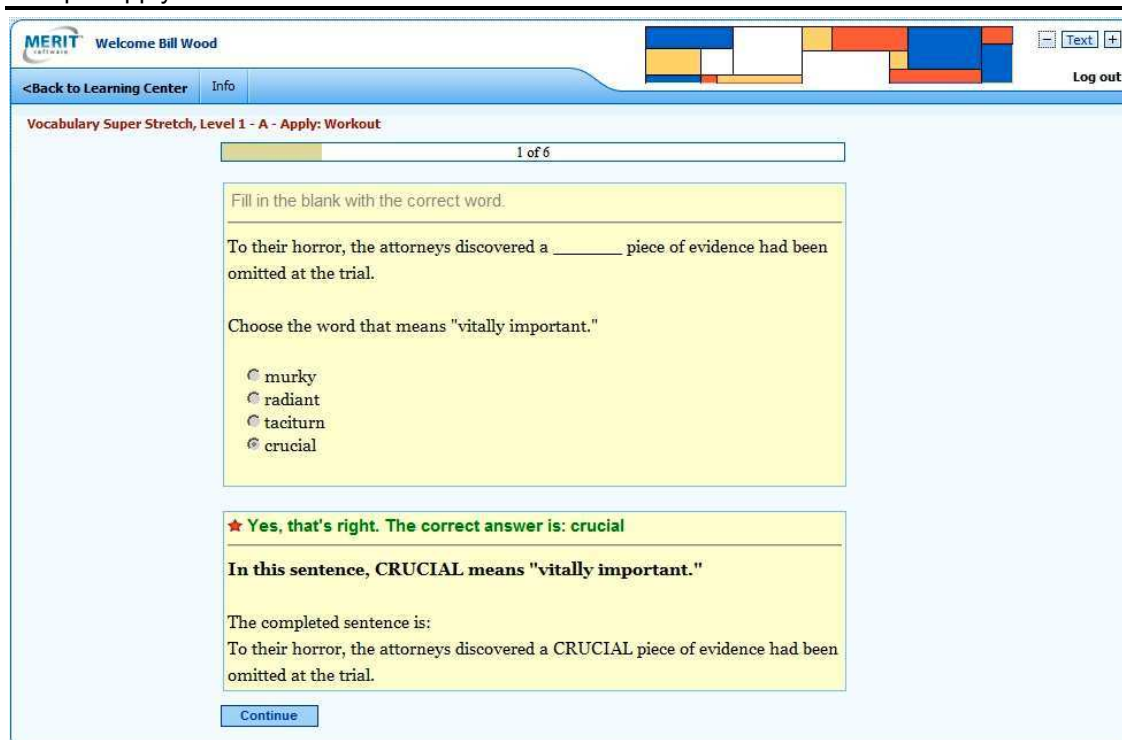 MERIT Welcome Bill Wood
software
- Text +
<Back to Learning Center Info
Log out
Vocabulary Super Stretch, Level 1 - A - Apply: Workout
1 of 6
Fill in the blank with the correct word.
To their horror, the attorneys discovered a _______ piece of evidence had been
omitted at the trial.
Choose the word that means "vitally important."
murky
radiant
taciturn
crucial
Yes, that's right. The correct answer is: crucial
In this sentence, CRUCIAL means "vitally important."
The completed sentence is:
To their horror, the attorneys discovered a CRUCIAL piece of evidence had been
omitted at the trial.
Continue